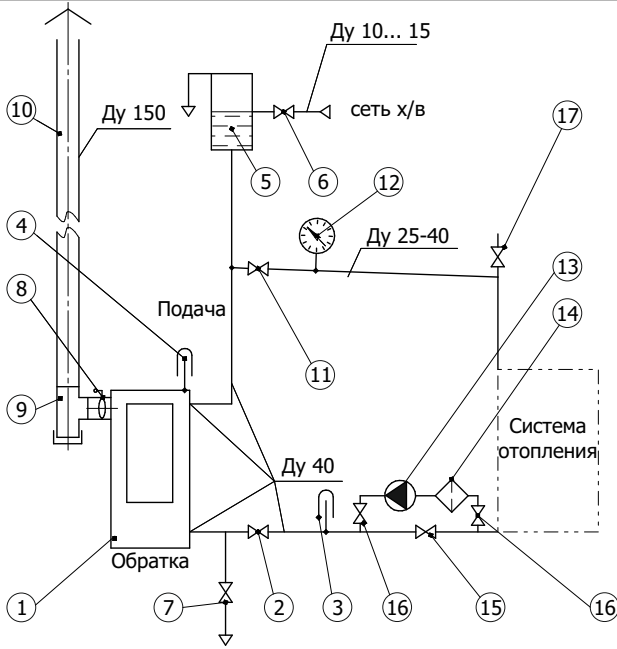 Ду 10... 15
10
Ду 150
сеть х/в
17
5
6
12
4
Ду 25-40
13
8
Подача
14
11
9
Система
отопления
Ду 40
Обратка
1
7
2
3
16
15
16